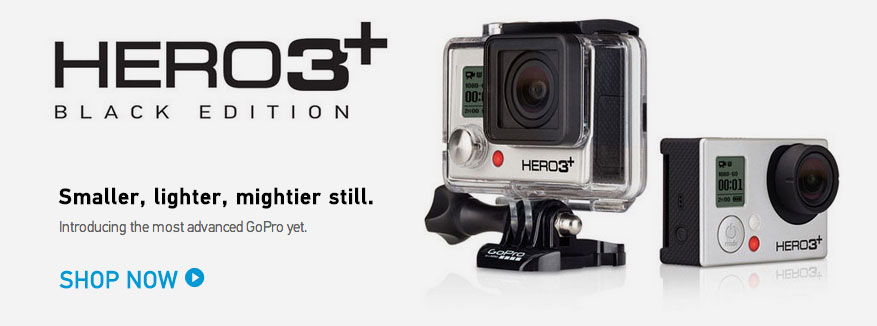 HERO3+
BLACK EDITION
Smaller, lighter, mightier still.
Introducing the most advanced GoPro yet.
SHOP NOW
HERO3+
GoPro
00:01
HERO3+